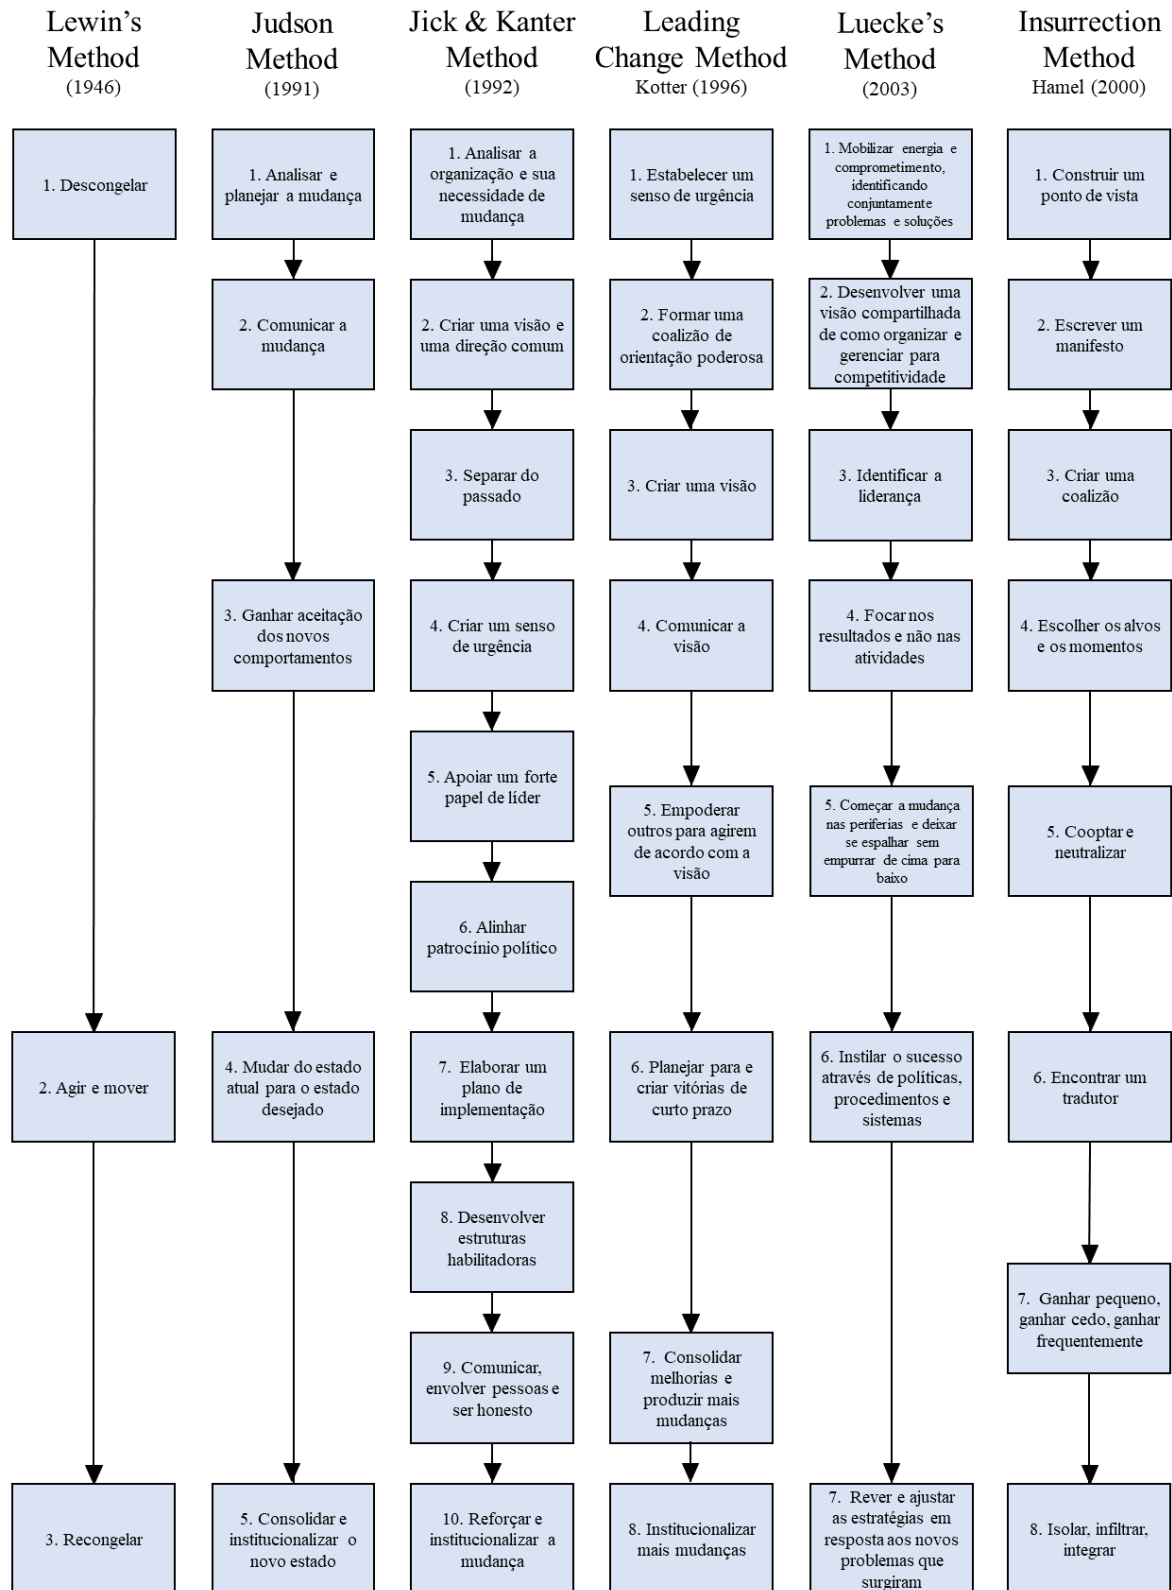 Lewin's
Method
(1946)
Judson
Method
(1991)
Jick & Kanter
Method
(1992)
Leading
Change Method
Kotter (1996)
Luecke's
Method
(2003)
Insurrection
Method
Hamel (2000)
1. Descongelar
2. Agir e mover
3. Recongelar
1. Analisar e
planejar a mudança
2. Comunicar a
mudança
3. Ganhar aceitação
dos novos
comportamentos
4. Mudar do estado
atual para o estado
desejado
5. Consolidar e
institucionalizar o
novo estado
1. Analisar a
organização e sua
necessidade de
mudança
2. Criar uma visão e
uma direção comum
3. Separar do
passado
4. Criar um senso
de urgência
5. Apoiar um forte
papel de líder
6. Alinhar
patrocínio político
7. Elaborar um
plano de
implementação
8. Desenvolver
estruturas
habilitadoras
9. Comunicar,
envolver pessoas e
ser honesto
10. Reforçar e
institucionalizar a
mudança
1. Estabelecer um
senso de urgência
2. Formar uma
coalizão de
orientação poderosa
3. Criar uma visão
4. Comunicar a
visão
5. Empoderar
outros para agirem
de acordo com a
visão
6. Planejar para e
criar vitórias de
curto prazo
7. Consolidar
melhorias e
produzir mais
mudanças
8. Institucionalizar
mais mudanças
1. Mobilizar energia e
comprometimento,
identificando
conjuntamente
problemas e soluções
2. Desenvolver uma
visão compartilhada
de como organizar e
gerenciar para
competitividade
3. Identificar a
liderança
4. Focar nos
resultados e não nas
atividades
5. Começar a mudança
nas periferias e deixar
se espalhar sem
empurrar de cima para
baixo
6. Instilar o sucesso
através de políticas,
procedimentos e
sistemas
7. Rever e ajustar
as estratégias em
resposta aos novos
problemas que
surgiram
1. Construir um
ponto de vista
2. Escrever um
manifesto
3. Criar uma
coalizão
4. Escolher os alvos
e os momentos
5. Cooptar e
neutralizar
6. Encontrar um
tradutor
7. Ganhar pequeno,
ganhar cedo, ganhar
frequentemente
8. Isolar, infiltrar,
integrar